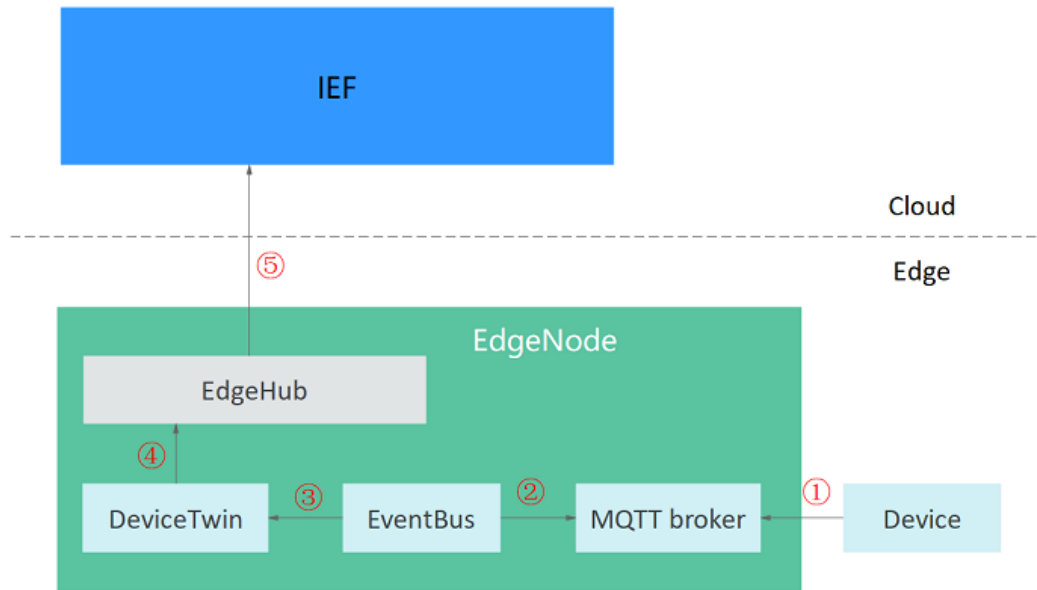 IEF
Cloud
⑤
Edge
EdgeNode
EdgeHub
④
③
②
①
DeviceTwin
EventBus
MQTT broker
Device